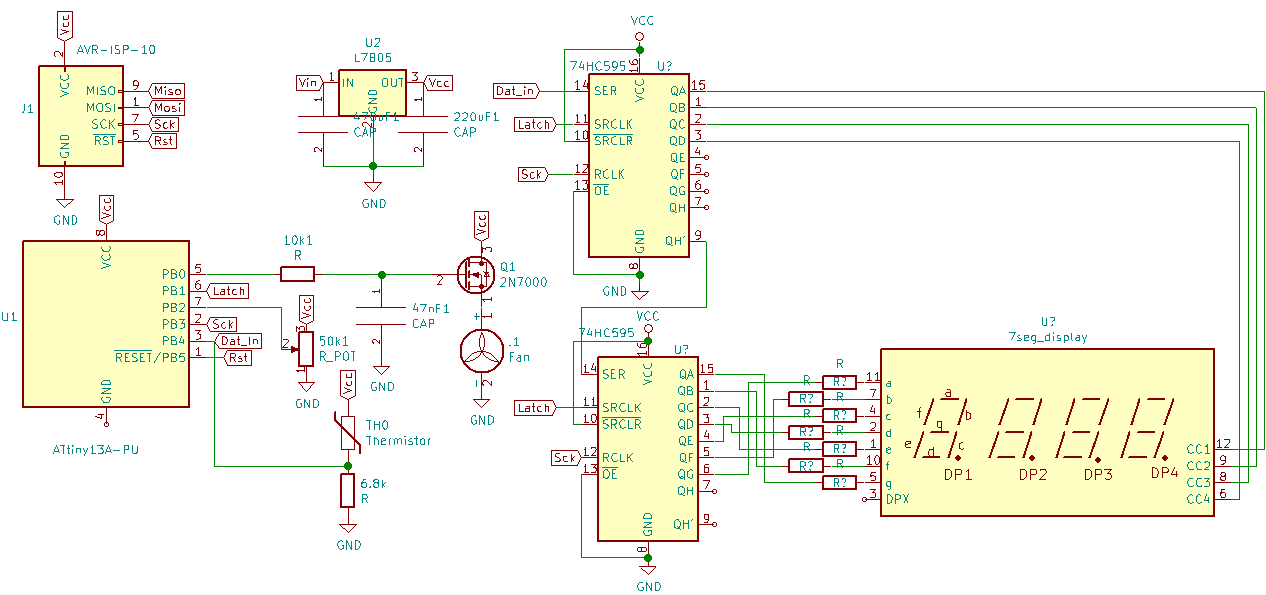 Vcc
2
AVR-ISP-10
J1
VCC
MISO 9 Miso
MOSI 1 Mosi
SCK 7 Sck
RST 5 Rst
GND
10
GND
U2
L7805
Vin 1 IN OUT 3 Vcc
GND
2
1 1
220uF1
CAP CAP
2 2
GND
VCC
74HC595 16 U?
VCC
Dat_in 14 SER QA 15
QB 1
Latch 11 SRCLK QC 2
10 SRCLR QD 3
QE 4
Sck 12 RCLK QF 5
13 OE QG 6
QH 7
GND QH' 9
8
GND
Vcc
8
VCC
U1
PB0 5
PB1 6 Latch
PB2 7
PB3 2 Sck
PB4 3 Dat_In
RESET/PB5 1 Rst
GND
4
ATtiny13A-PU
10k1
R
Vcc
3
2 50k1
R_POT
1
GND
Vcc
TH0
Thermistor
6.8k
R
GND
1 47nF1
CAP
2
GND
Vcc
3
Q1
2N7000
2
1
+ 1
.1
Fan
- 2
GND
VCC
74HC595 16 U?
VCC
14 SER QA 15
QB 1
Latch 11 SRCLK QC 2
10 SRCLR QD 3
QE 4
Sck 12 RCLK QF 5
13 OE QG 6
QH 7
GND QH' 9
8
GND
U?
7seg_display
R
R R? 11 a
R? R 7 b
R R? 4 c
R? R 2 d
R R? 1 e
R? R 10 f
R? 5 g
3 DPX
a
f b
g
e c
d
DP1 DP2 DP3 DP4
CC1 12
CC2 9
CC3 8
CC4 6